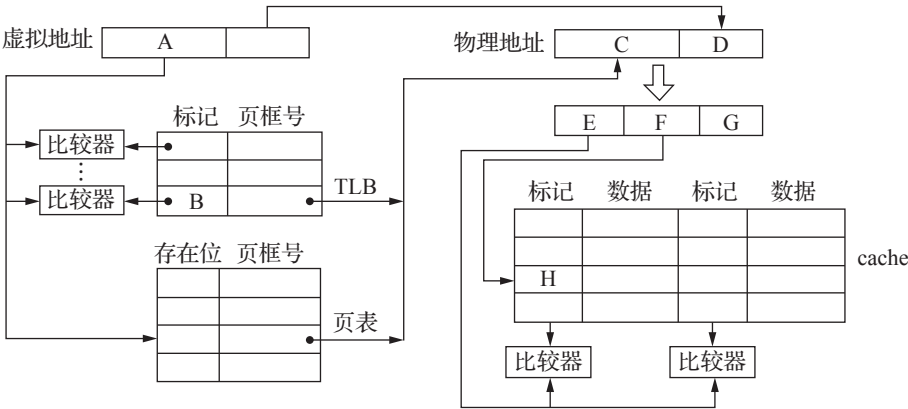 虚拟地址 A 物理地址 C D
标记 页框号 E F G
比较器
⋮
比较器 B TLB
标记 数据 标记 数据
存在位 页框号
cache
H
页表
比较器 比较器